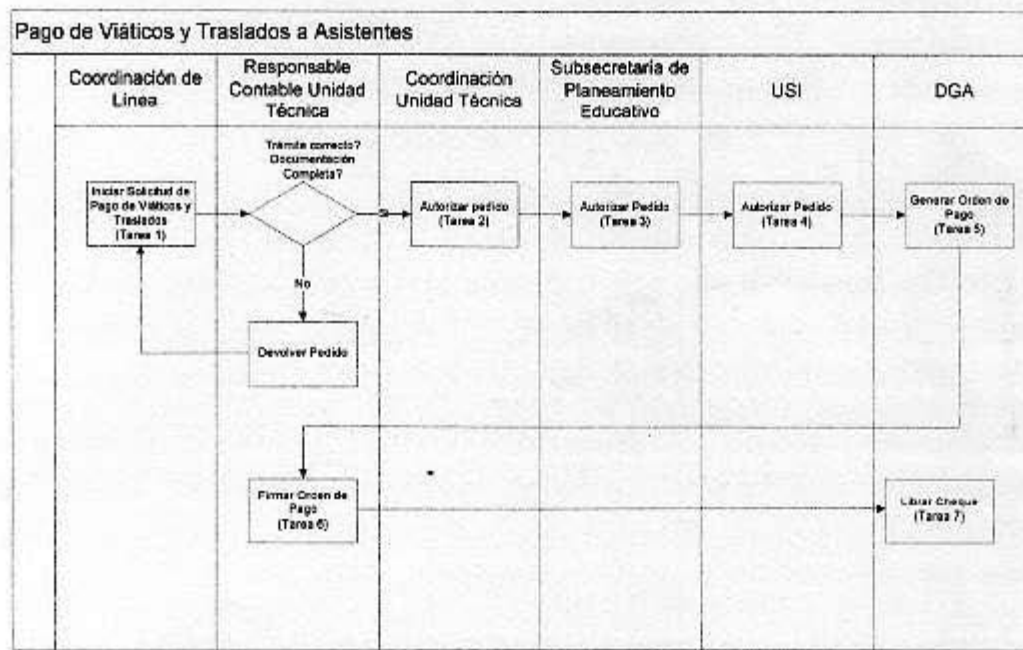 Pago de Viáticos y Traslados a Asistentes
Coordinación de
Línea
Responsable
Contable Unidad
Técnica
Coordinación
Unidad Técnica
Subsecretaría de
Planeamiento
Educativo
USI
DGA
Trámite correcto?
Documentación
Completa?
Iniciar Solicitud de
Pago de Viáticos y
Traslados
(Tarea 1)
Si
Autorizar pedido
(Tarea 2)
Autorizar Pedido
(Tarea 3)
Autorizar Pedido
(Tarea 4)
Generar Orden de
Pago
(Tarea 5)
No
Devolver Pedido
Firmar Orden de
Pago
(Tarea 6)
Librar Cheque
(Tarea 7)